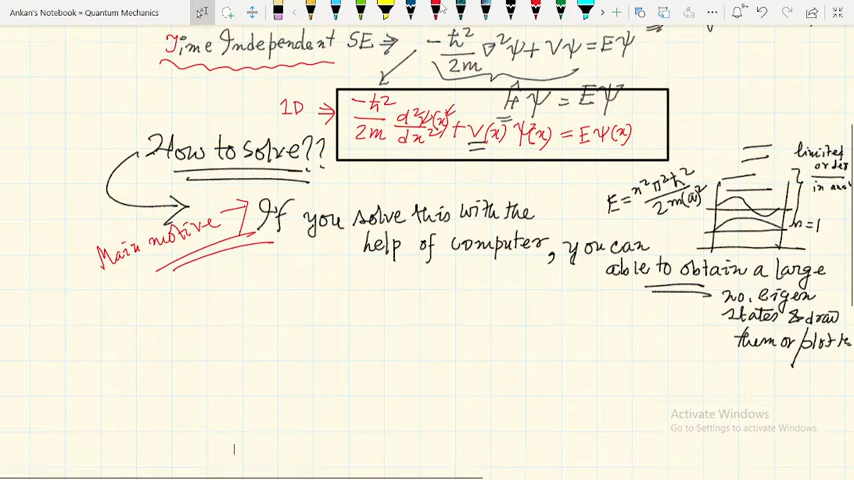 Ankan's Notebook » Quantum Mechanics
Time Independent SE ⇒ -ħ²/2m ∇²ψ + Vψ = Eψ
Ĥψ = Eψ
1D ⇒ -ħ²/2m d²ψ(x)/dx² + V(x) ψ(x) = Eψ(x)
How to solve??
limited
order
E = n²π²ħ²/2m(a)²
n=1
Main motive
If you solve this with the
help of computer, you can
able to obtain a large
no. eigen
states & draw
them or plot
Activate Windows
Go to Settings to activate Windows.